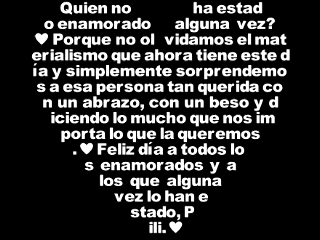 Quien no ha estad
o enamorado alguna vez?
♥ Porque no ol vidamos el mat
erialismo que ahora tiene este d
ía y simplemente sorprendemo
s a esa persona tan querida co
n un abrazo, con un beso y d
iciendo lo mucho que nos im
porta lo que la queremos
. ♥ Feliz día a todos lo
s enamorados y a
los que alguna
vez lo han e
stado, P
ili. ♥